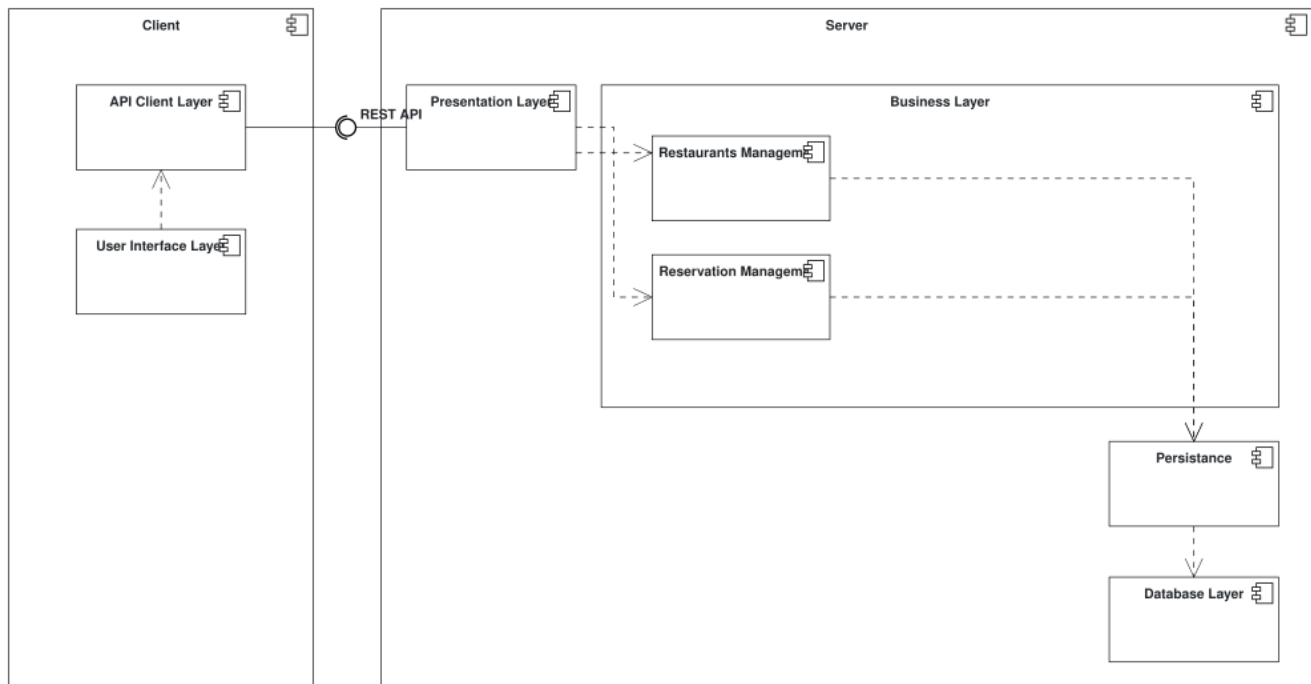 Client
Server
API Client Layer
REST API
Presentation Layer
Business Layer
Restaurants Managem
User Interface Layer
Reservation Managem
Persistance
Database Layer